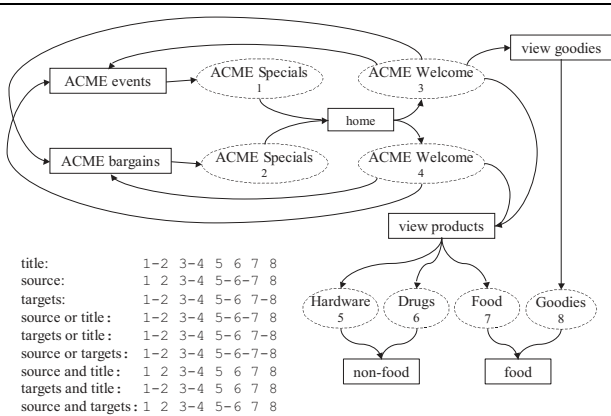 view goodies
ACME events
ACME Specials
1
ACME Welcome
3
home
ACME bargains
ACME Specials
2
ACME Welcome
4
view products
Hardware
5
Drugs
6
Food
7
Goodies
8
non-food
food
title: 1-2 3-4 5 6 7 8
source: 1 2 3-4 5-6-7 8
targets: 1-2 3-4 5-6 7-8
source or title: 1-2 3-4 5-6-7 8
targets or title: 1-2 3-4 5-6 7-8
source or targets: 1-2 3-4 5-6-7-8
source and title: 1 2 3-4 5 6 7 8
targets and title: 1-2 3-4 5 6 7 8
source and targets: 1 2 3-4 5-6 7 8